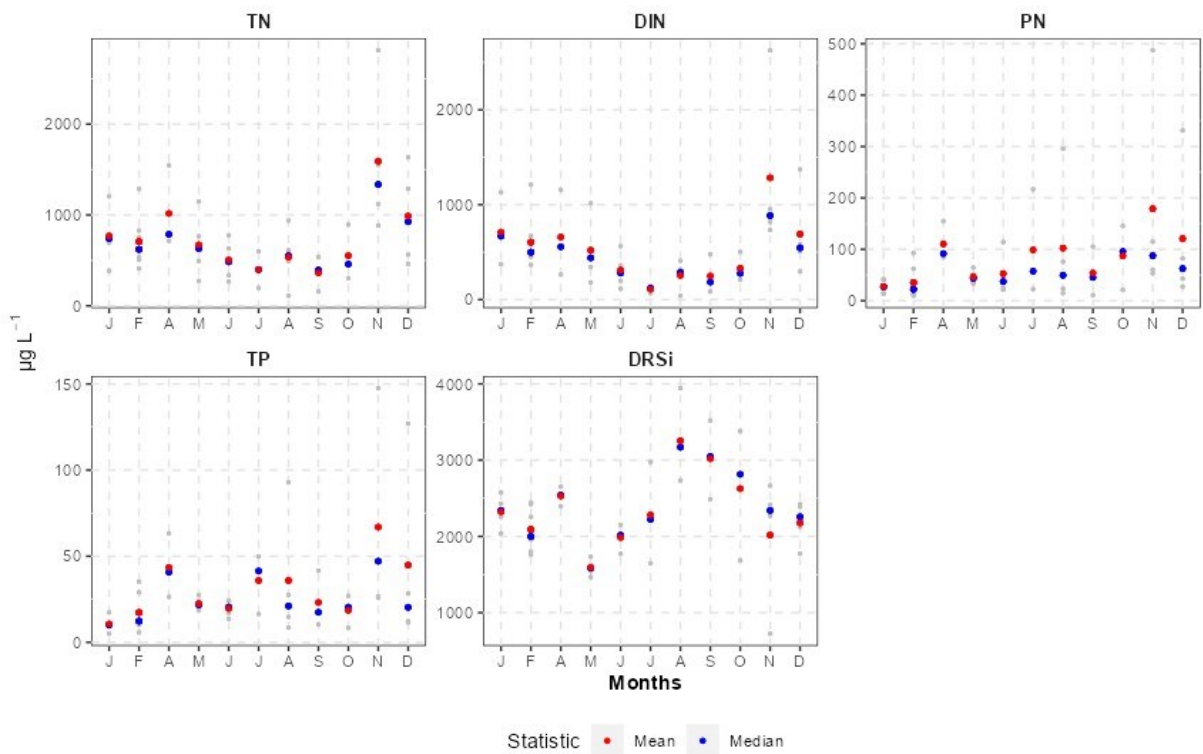 TN DIN PN
500
2000
2000
400
300
1000
1000
200
100
0
0
0
J F A M J J A S O N D
J F A M J J A S O N D
J F A M J J A S O N D
µg L⁻¹
TP DRSi
150
4000
100
3000
50
2000
1000
0
J F A M J J A S O N D
J F A M J J A S O N D
Months
Statistic Mean Median